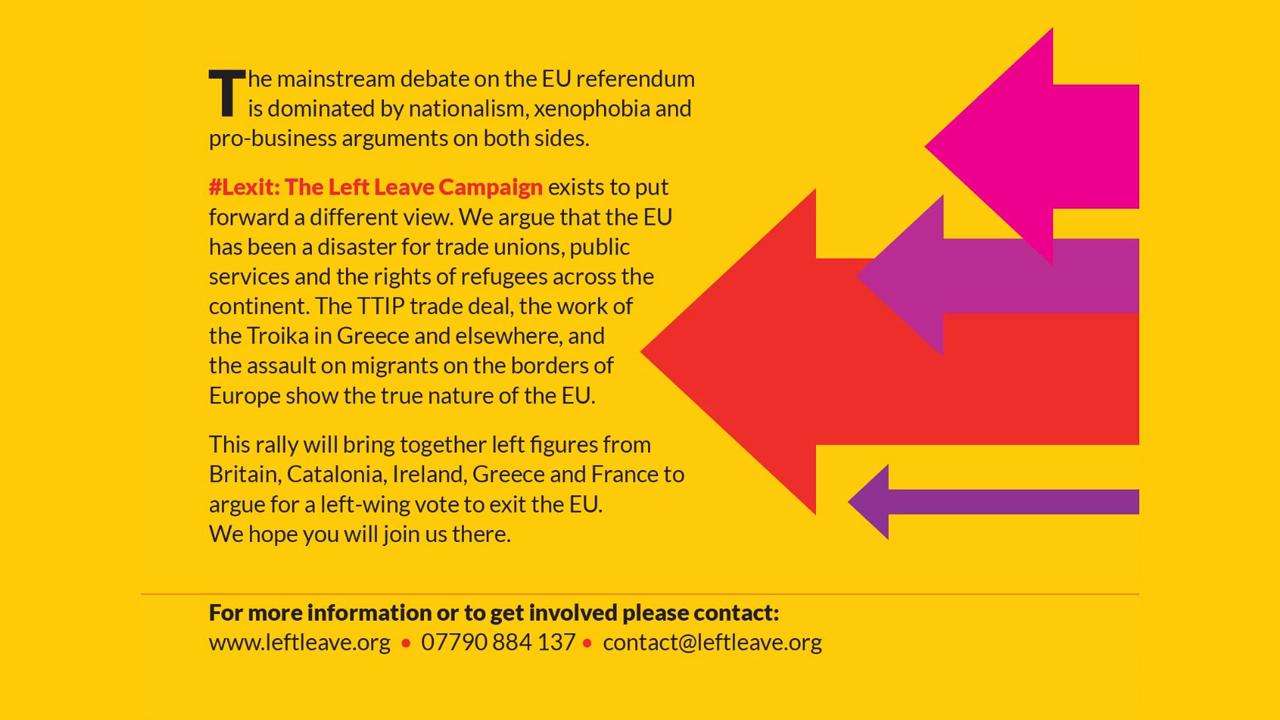 The mainstream debate on the EU referendum
is dominated by nationalism, xenophobia and
pro-business arguments on both sides.
#Lexit: The Left Leave Campaign exists to put
forward a different view. We argue that the EU
has been a disaster for trade unions, public
services and the rights of refugees across the
continent. The TTIP trade deal, the work of
the Troika in Greece and elsewhere, and
the assault on migrants on the borders of
Europe show the true nature of the EU.
This rally will bring together left figures from
Britain, Catalonia, Ireland, Greece and France to
argue for a left-wing vote to exit the EU.
We hope you will join us there.
For more information or to get involved please contact:
www.leftleave.org • 07790 884 137 • contact@leftleave.org